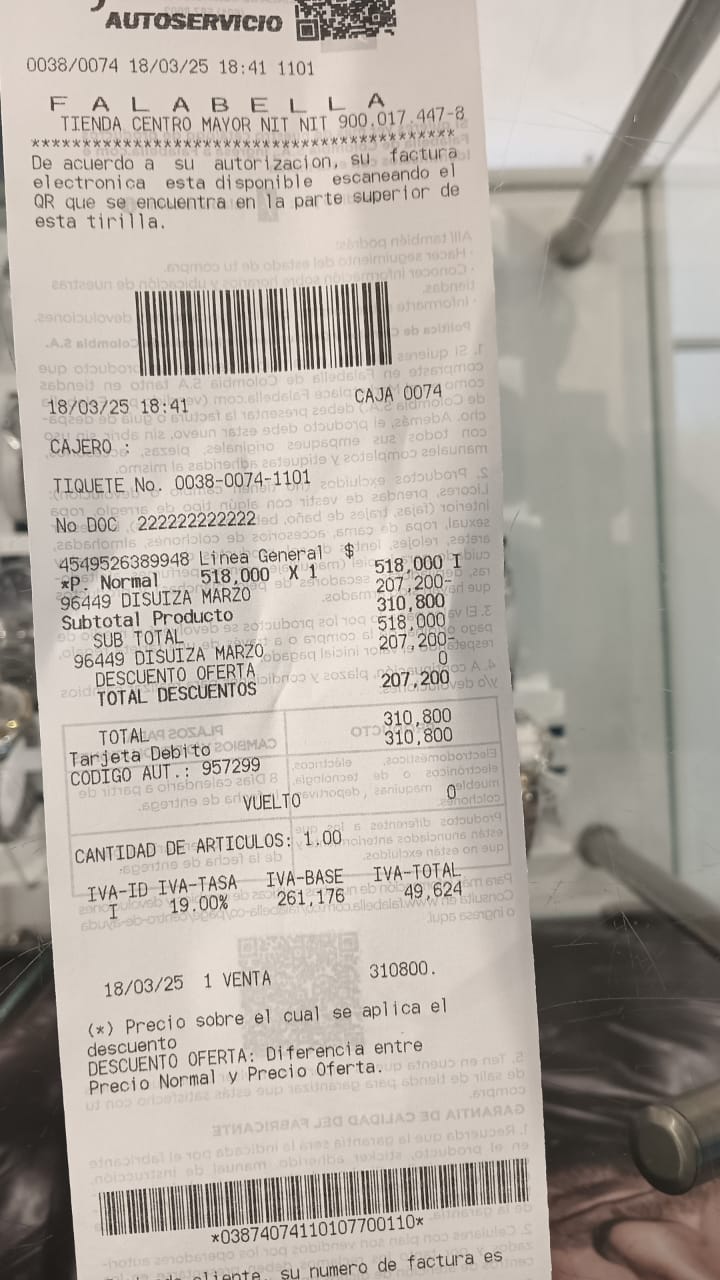 AUTOSERVICIO
0038/0074 18/03/25 18:41 1101
F A L A B E L L A
TIENDA CENTRO MAYOR NIT NIT 900.017.447-8
******************************************
De acuerdo a su autorizacion, su factura
electronica esta disponible escaneando el
QR que se encuentra en la parte superior de
esta tirilla.
18/03/25 18:41 CAJA 0074
CAJERO :
TIQUETE No. 0038-0074-1101
No DOC 222222222222
4549526389948 Linea General $
*P. Normal 518,000 X 1 518,000 I
96449 DISUIZA MARZO 207,200-
Subtotal Producto 310,800
SUB TOTAL 518,000
96449 DISUIZA MARZO 207,200-
DESCUENTO OFERTA 0
TOTAL DESCUENTOS 207,200
TOTAL 310,800
Tarjeta Debito 310,800
CODIGO AUT.: 957299
VUELTO 0
CANTIDAD DE ARTICULOS: 1.00
IVA-ID IVA-TASA IVA-BASE IVA-TOTAL
I 19.00% 261,176 49,624
18/03/25 1 VENTA 310800.
(*) Precio sobre el cual se aplica el
descuento
DESCUENTO OFERTA: Diferencia entre
Precio Normal y Precio Oferta.
*03874074110107700110*
cliente, su numero de factura es